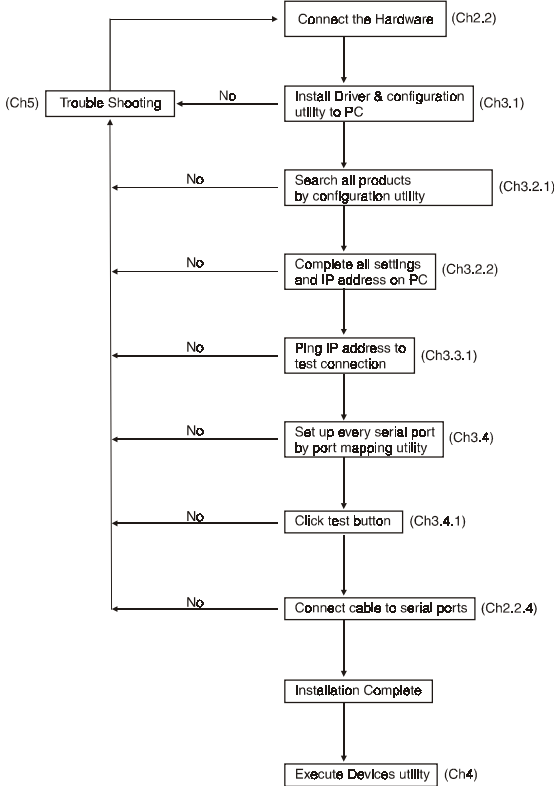 Connect the Hardware (Ch2.2)
(Ch5) Trouble Shooting No Install Driver & configuration
utility to PC (Ch3.1)
No Search all products
by configuration utility (Ch3.2.1)
No Complete all settings
and IP address on PC (Ch3.2.2)
No Ping IP address to
test connection (Ch3.3.1)
No Set up every serial port
by port mapping utility (Ch3.4)
No Click test button (Ch3.4.1)
No Connect cable to serial ports (Ch2.2.4)
Installation Complete
Execute Devices utility (Ch4)